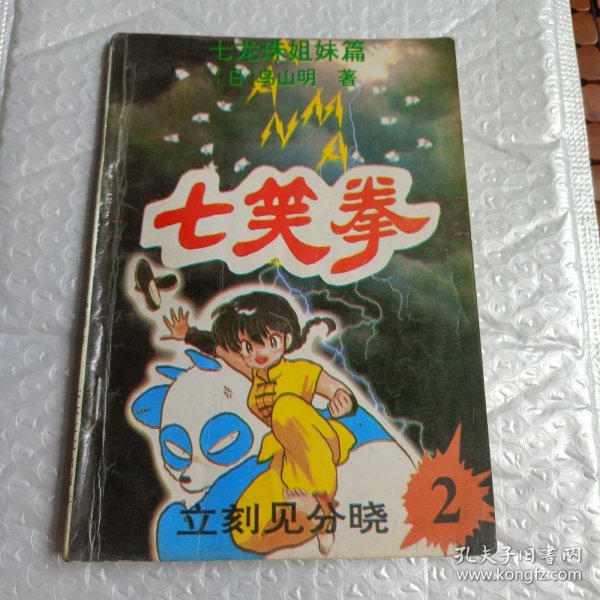 七龙珠姐妹篇
[日]鸟山明 著
RANMA
七笑拳
立刻见分晓
2
孔夫子旧书网
www.kongfz.com